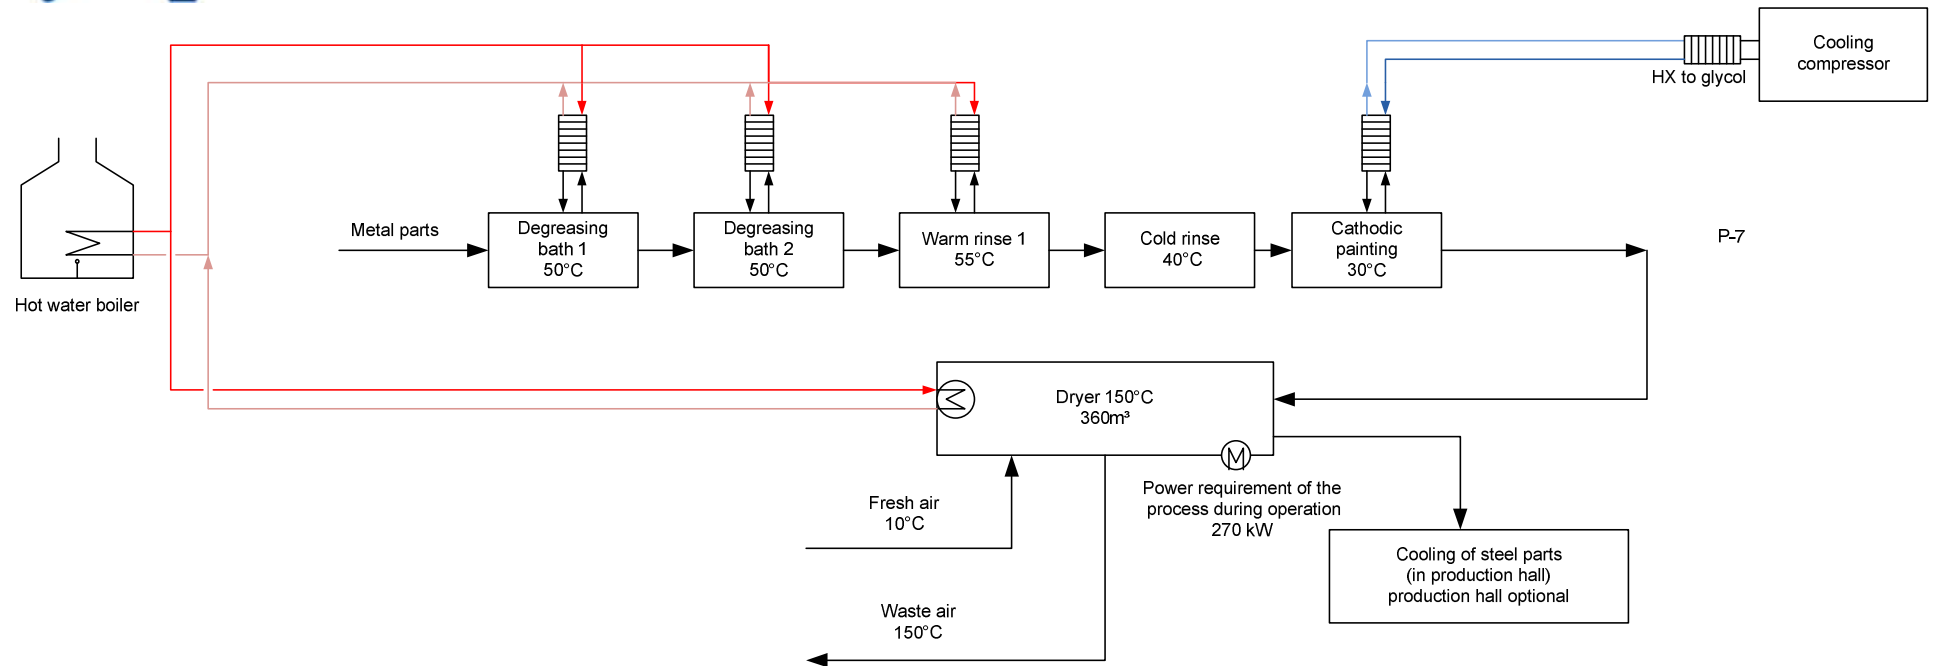 Cooling
compressor
HX to glycol
Metal parts
Degreasing
bath 1
50°C
Degreasing
bath 2
50°C
Warm rinse 1
55°C
Cold rinse
40°C
Cathodic
painting
30°C
P-7
Hot water boiler
Dryer 150°C
360m³
M
Fresh air
10°C
Power requirement of the
process during operation
270 kW
Cooling of steel parts
(in production hall)
production hall optional
Waste air
150°C